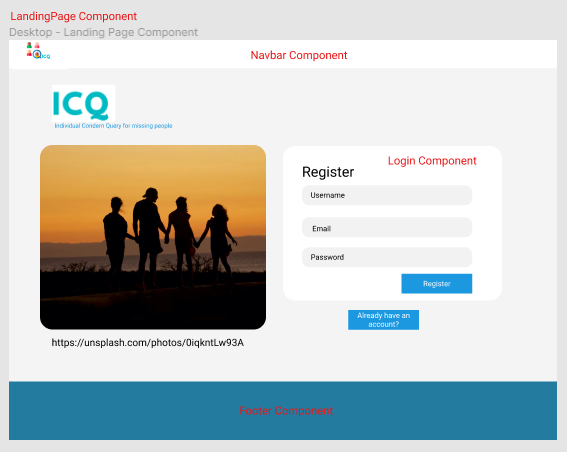 LandingPage Component
Desktop - Landing Page Component
ICQ
Navbar Component
ICQ
Individual Condern Query for missing people
Login Component
Register
Username
Email
Password
Register
Already have an
account?
https://unsplash.com/photos/0iqkntLw93A
Footer Component